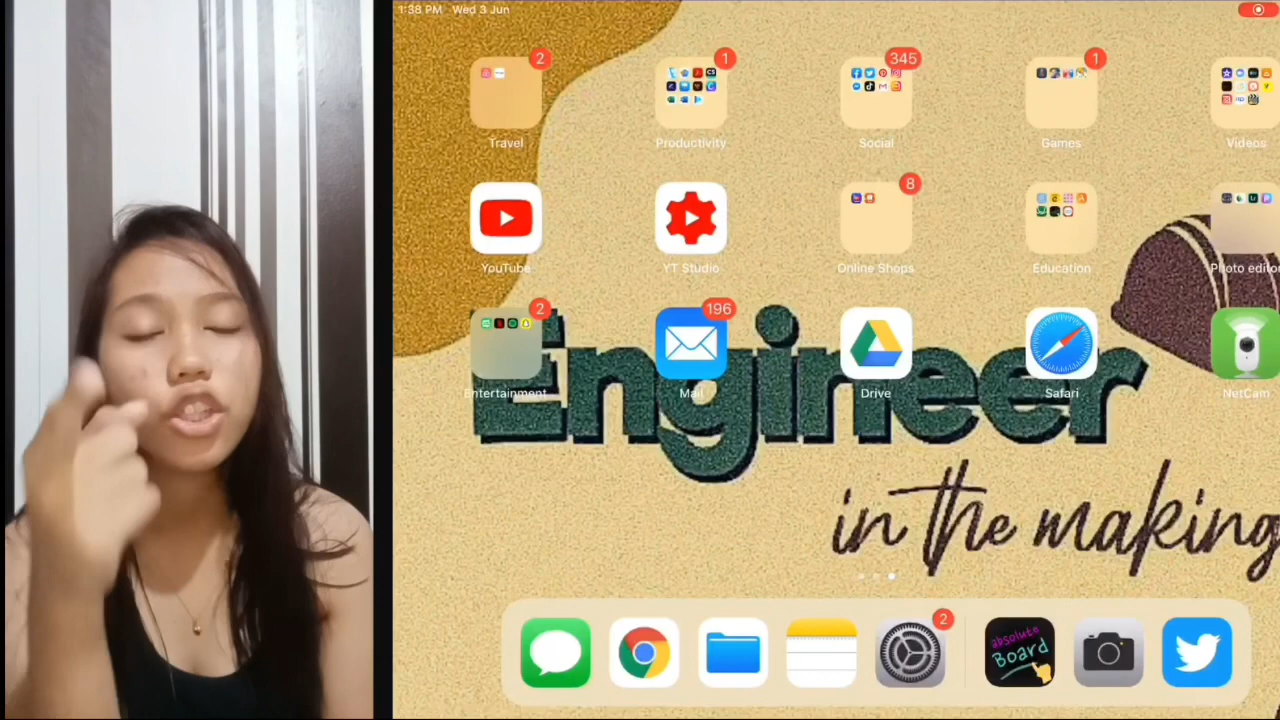 1:38 PM Wed 3 Jun
2
1
345
1
Travel
Productivity
Social
Games
Videos
8
YouTube
YT Studio
Online Shops
Education
Photo editor
2
196
Entertainment
Mail
Drive
Safari
NetCam
Engineer
in the making
2
absolute
Board